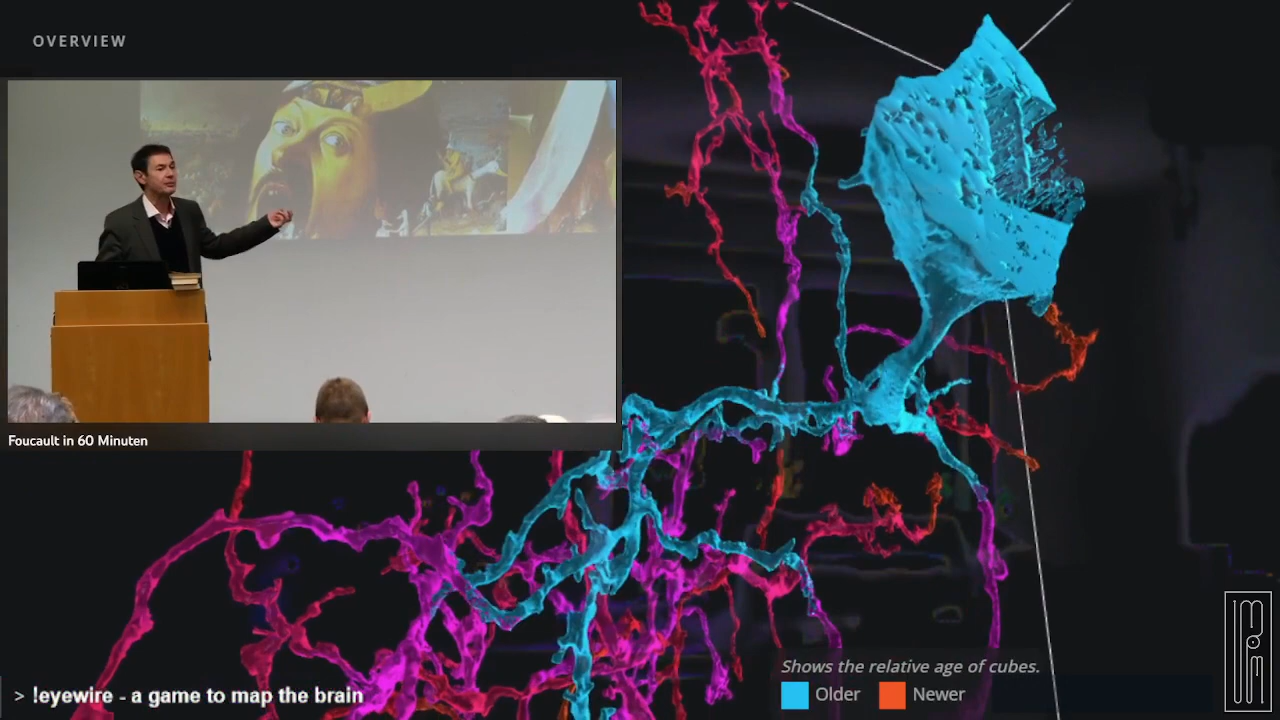 OVERVIEW
Foucault in 60 Minuten
Shows the relative age of cubes.
Older
Newer
> !eyewire - a game to map the brain